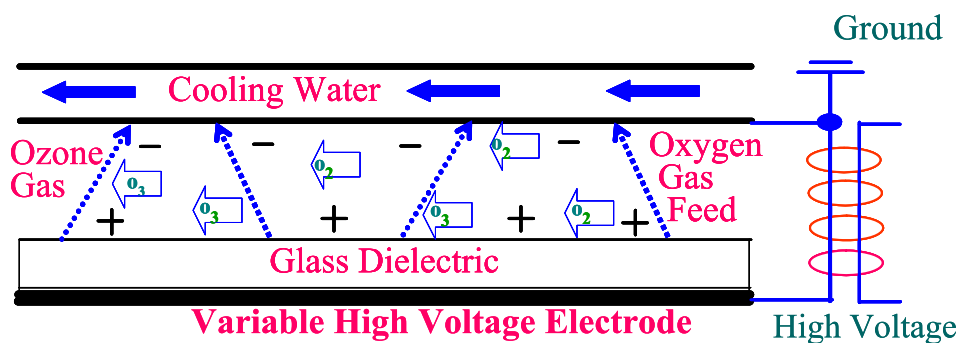 Ground
Cooling Water
Ozone
Gas
Oxygen
Gas
Feed
− − − o₂ −
o₂
o₃
o₃ o₃ o₂
+ + + +
Glass Dielectric
Variable High Voltage Electrode
High Voltage